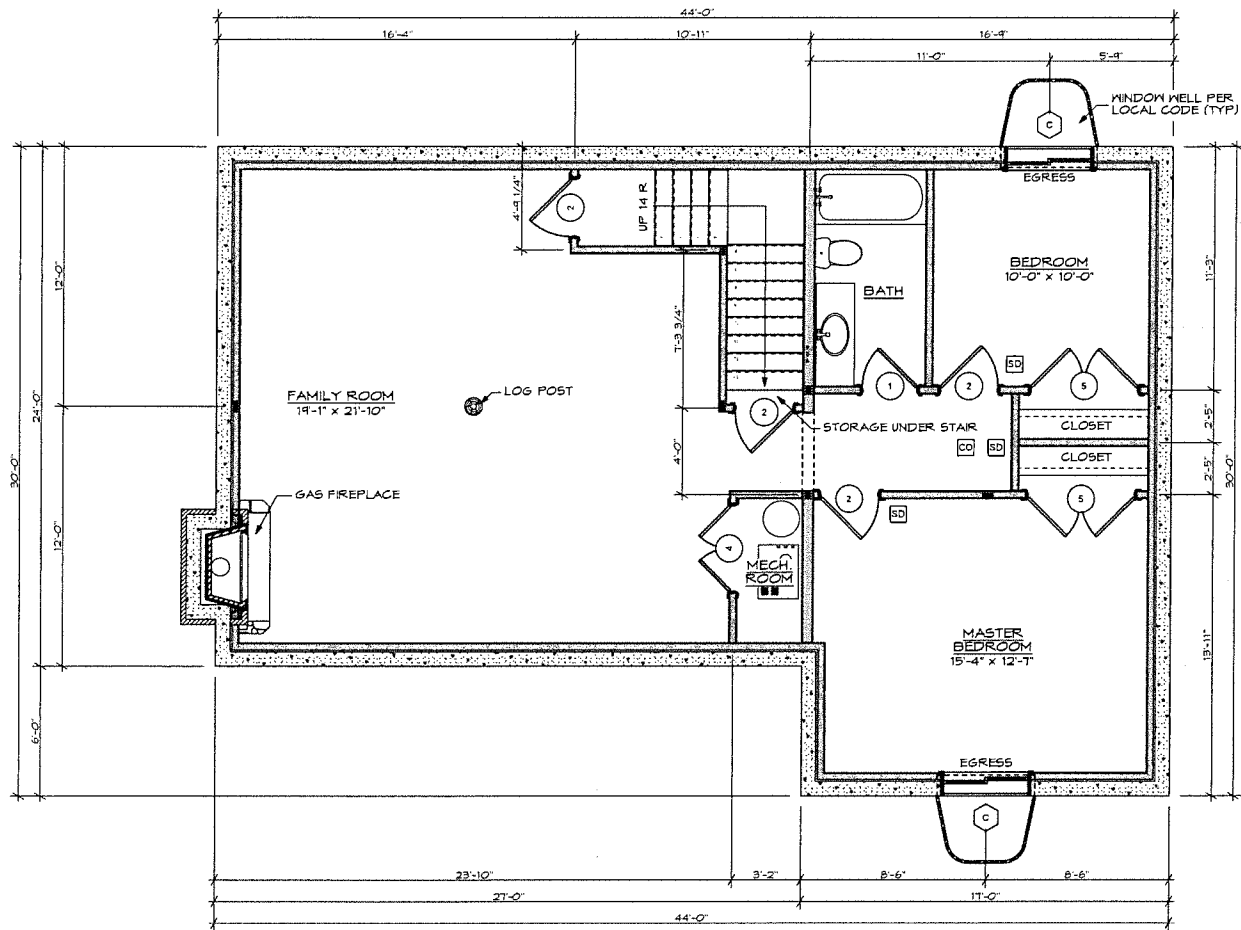 44'-0"
16'-4"
10'-11"
16'-9"
11'-0"
5'-9"
WINDOW WELL PER
LOCAL CODE (TYP)
C
EGRESS
4'-9 1/4"
2
UP 14 R
BEDROOM
10'-0" x 10'-0"
BATH
12'-0"
24'-0"
30'-0"
7'-3 3/4"
11'-3"
SD
1
2
5
FAMILY ROOM
19'-1" x 21'-10"
LOG POST
2
STORAGE UNDER STAIR
CLOSET
2'-5"
CO
SD
CLOSET
4'-0"
2'-5"
30'-0"
GAS FIREPLACE
2
SD
5
12'-0"
4
MECH.
ROOM
MASTER
BEDROOM
15'-4" x 12'-7"
13'-11"
6'-0"
EGRESS
C
23'-10"
3'-2"
8'-6"
8'-6"
27'-0"
17'-0"
44'-0"